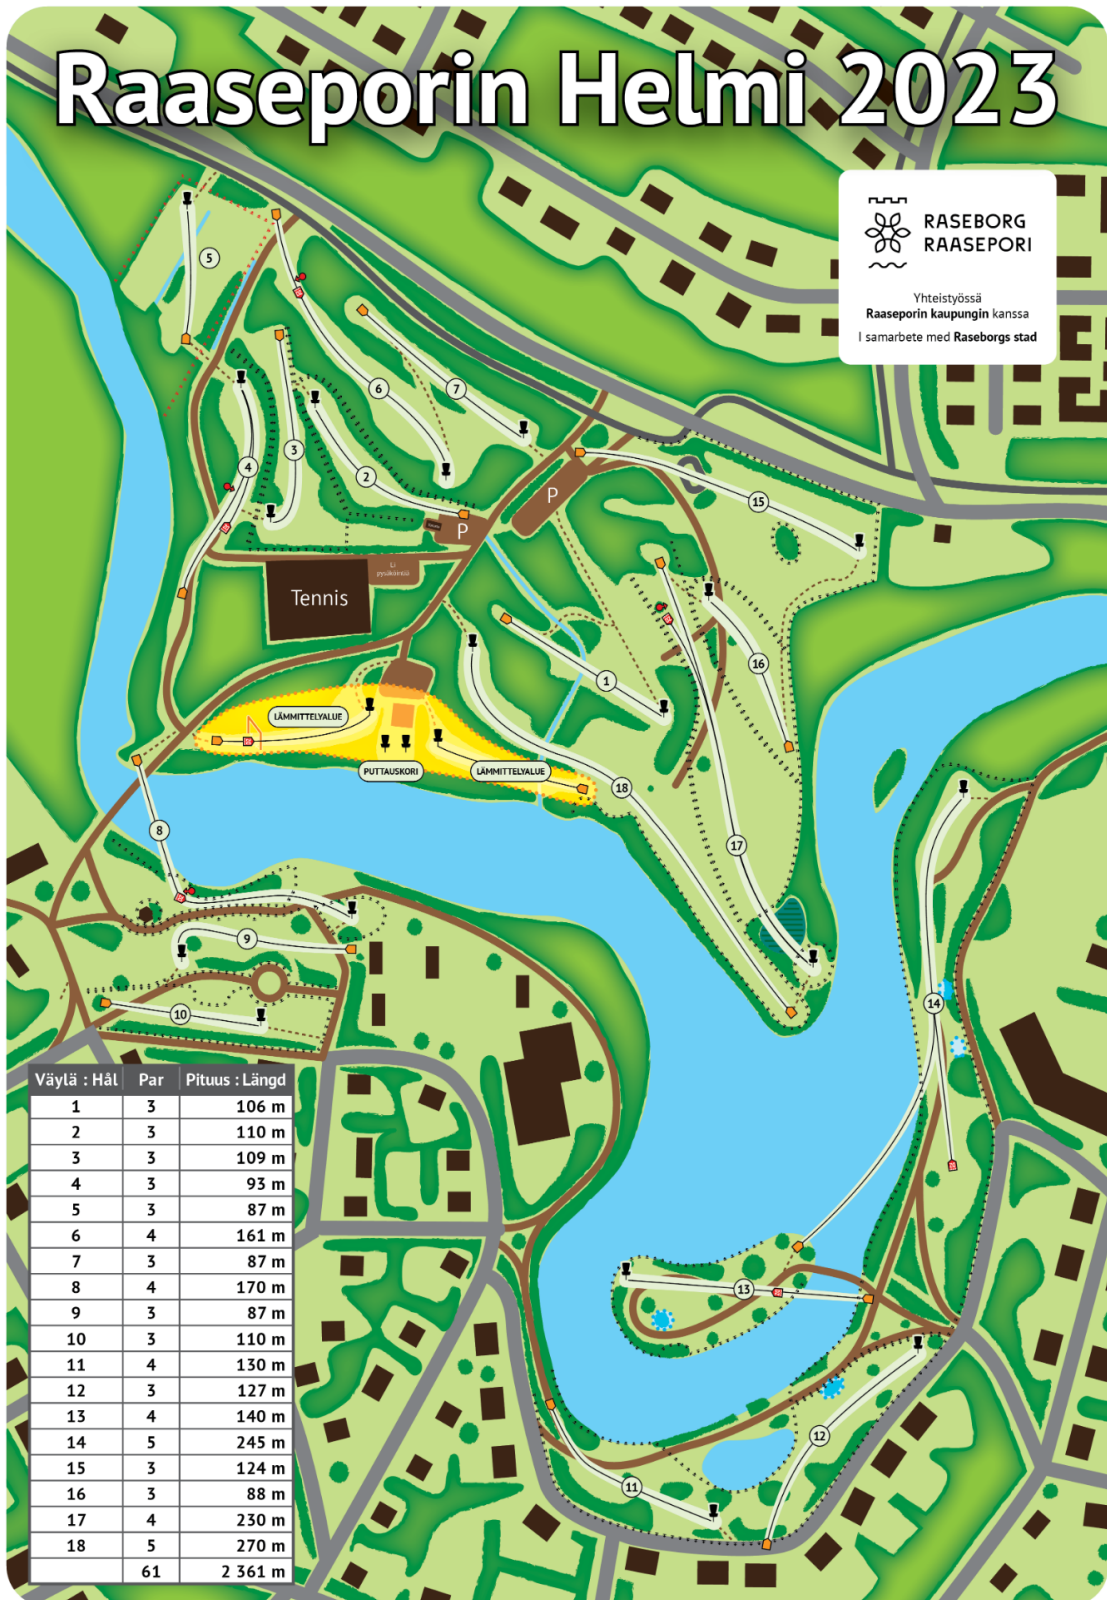 Raaseporin Helmi 2023
RASEBORG
RAASEPORI
Yhteistyössä
Raaseporin kaupungin kanssa
I samarbete med Raseborgs stad
5
6
7
4
3
2
15
P
P
Li
pysäköintiä
Tennis
16
1
LÄMMITTELYALUE
PUTTAUSKORI
LÄMMITTELYALUE
18
8
17
9
10
14
13
12
11
Väylä : Hål Par Pituus : Längd
1 3 106 m
2 3 110 m
3 3 109 m
4 3 93 m
5 3 87 m
6 4 161 m
7 3 87 m
8 4 170 m
9 3 87 m
10 3 110 m
11 4 130 m
12 3 127 m
13 4 140 m
14 5 245 m
15 3 124 m
16 3 88 m
17 4 230 m
18 5 270 m
61 2 361 m